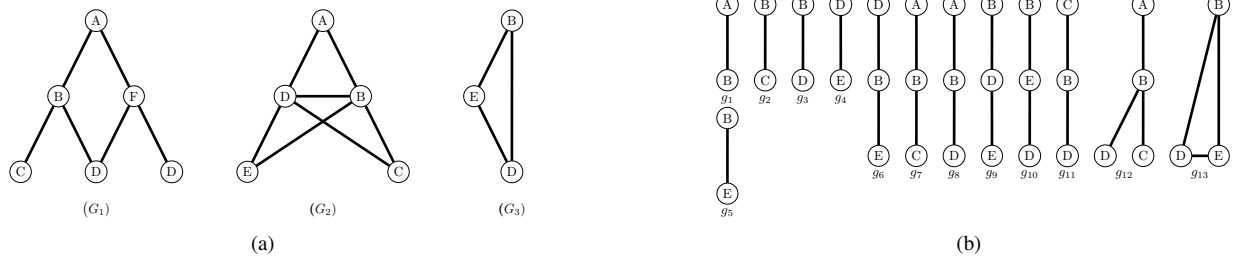 A A B
B F D B E
C D D E C D
(G₁) (G₂) (G₃)
(a)
A B B D D A A B B C A B
B C D E B B B D E B B
g₁ g₂ g₃ g₄
B
E C D E D D D C D E
g₆ g₇ g₈ g₉ g₁₀ g₁₁ g₁₂ g₁₃
E
g₅
(b)